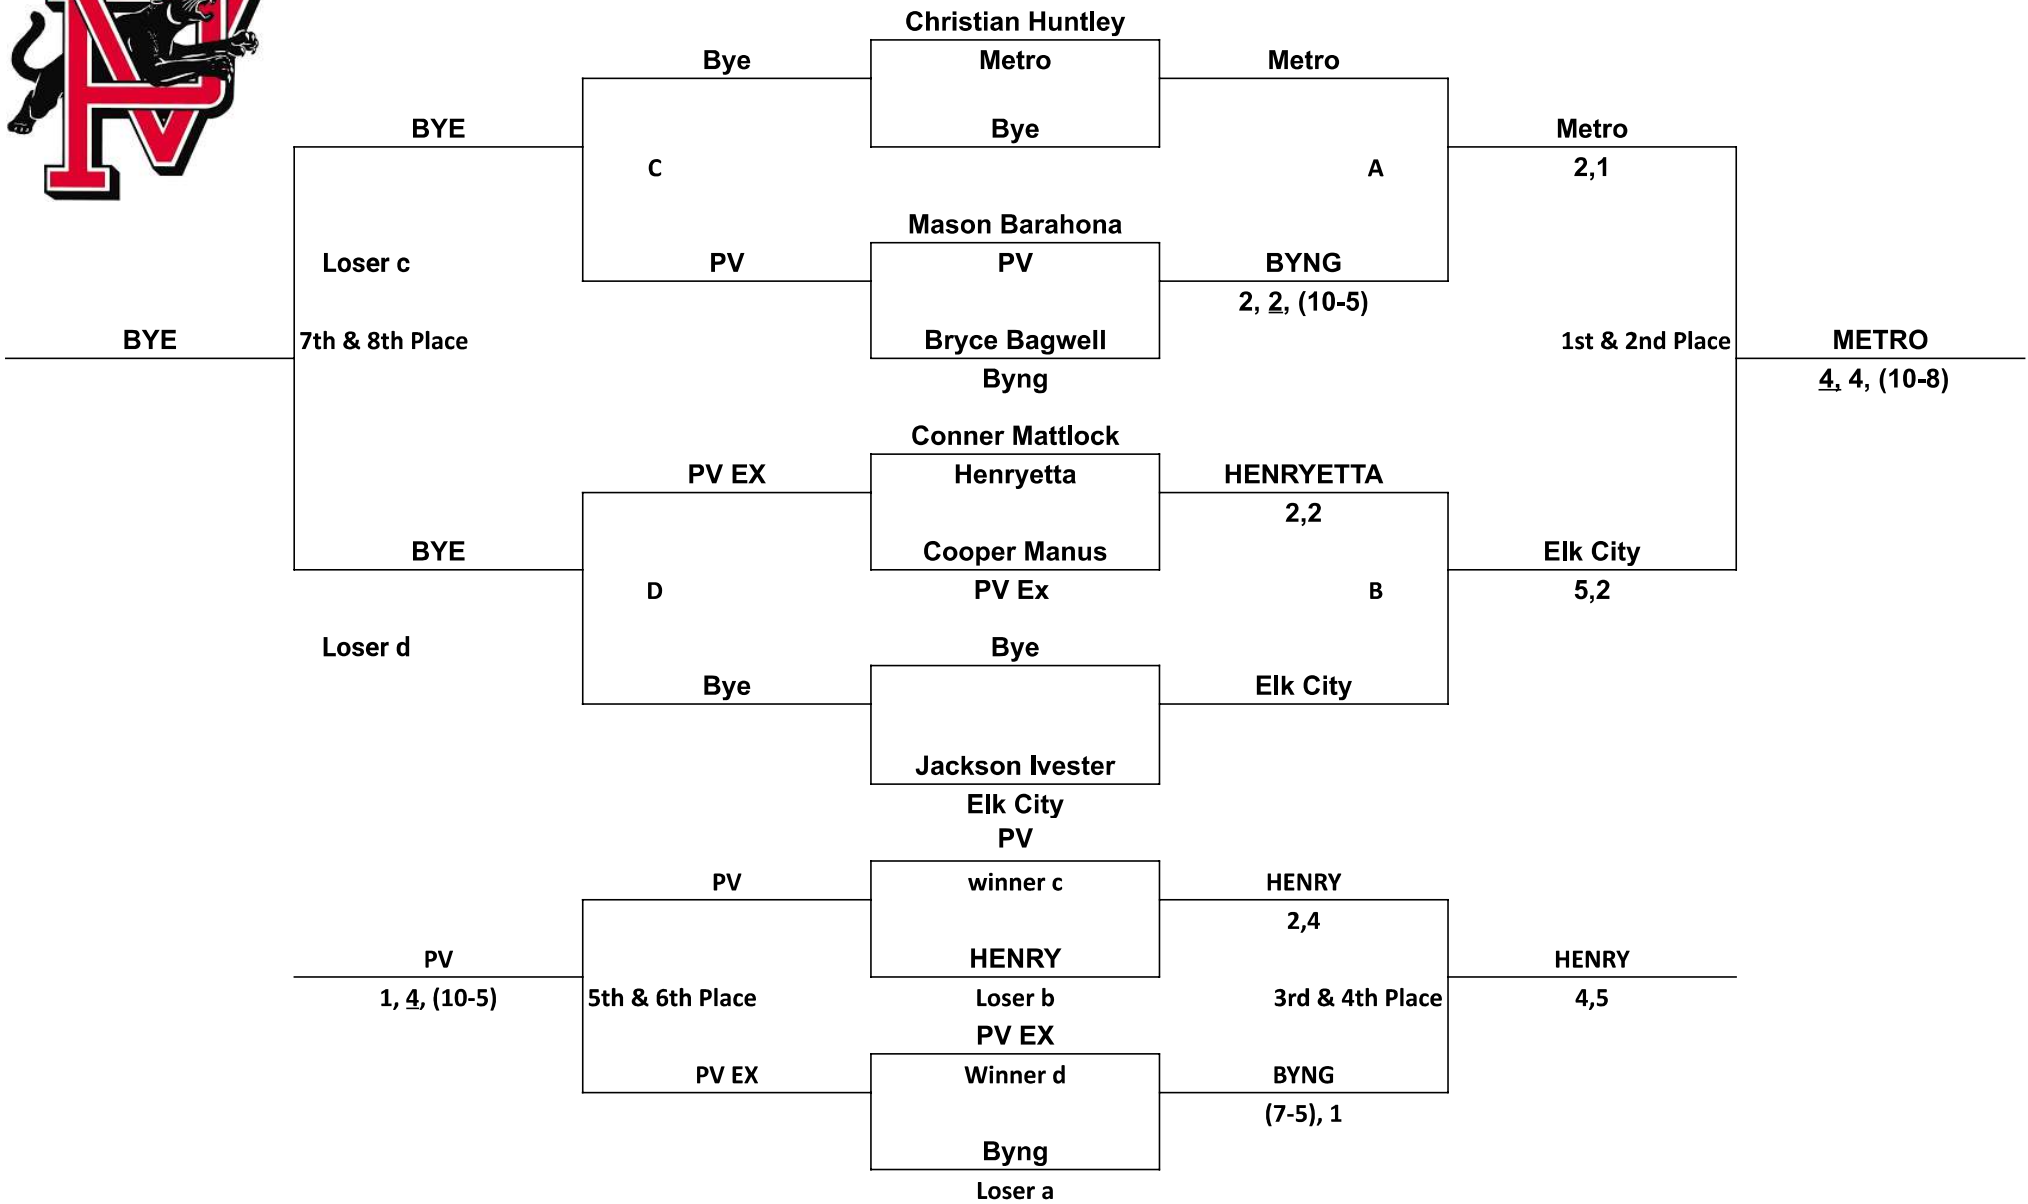 Christian Huntley
Bye Metro Metro
BYE Bye Metro
C A 2,1
Mason Barahona
Loser c PV PV BYNG
2, 2, (10-5)
BYE 7th & 8th Place Bryce Bagwell 1st & 2nd Place METRO
Byng 4, 4, (10-8)
Conner Mattlock
PV EX Henryetta HENRYETTA
2,2
BYE Cooper Manus Elk City
D PV Ex B 5,2
Loser d Bye
Bye Elk City
Jackson Ivester
Elk City
PV
PV winner c HENRY
2,4
PV HENRY HENRY
1, 4, (10-5) 5th & 6th Place Loser b 3rd & 4th Place 4,5
PV EX
PV EX Winner d BYNG
(7-5), 1
Byng
Loser a